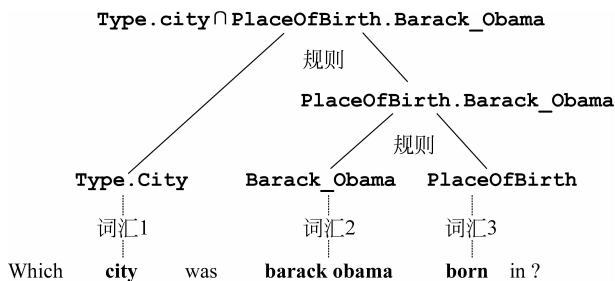 Type.city∩PlaceOfBirth.Barack_Obama
规则
PlaceOfBirth.Barack_Obama
规则
Type.City Barack_Obama PlaceOfBirth
词汇1 词汇2 词汇3
Which city was barack obama born in ?